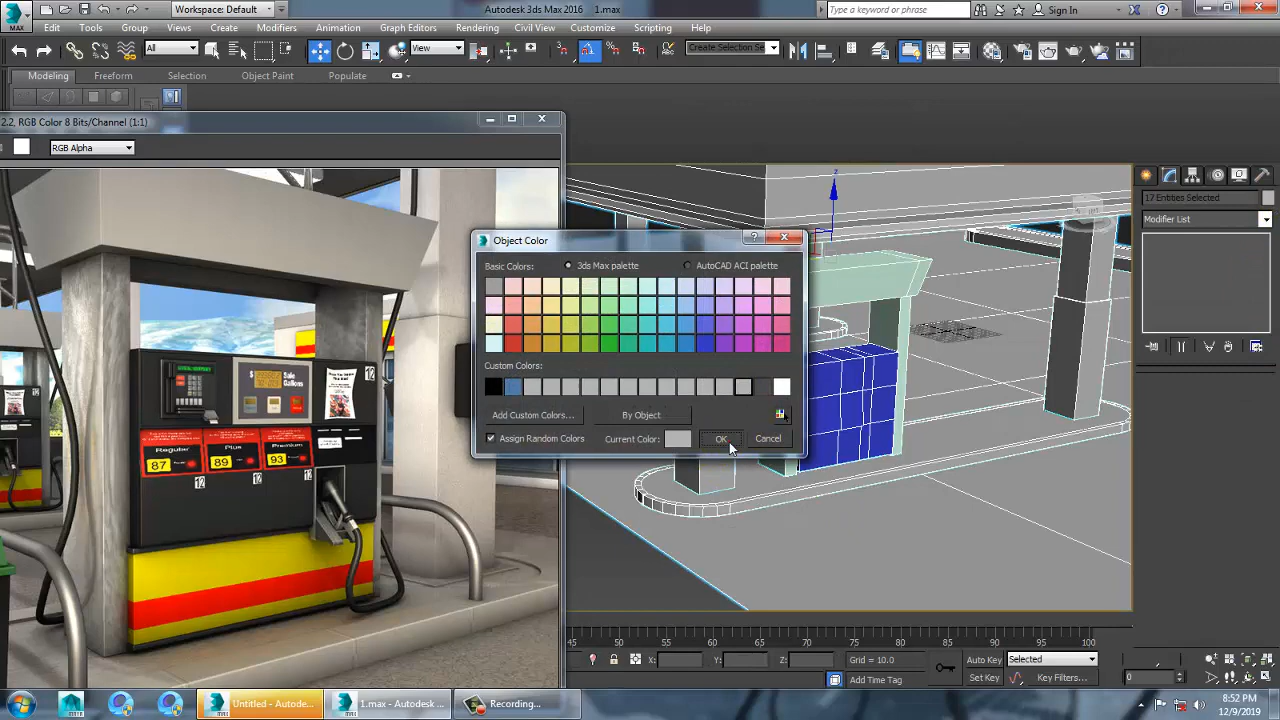 Workspace: Default
Autodesk 3ds Max 2016
1.max
Type a keyword or phrase
Sign In
MAX
Edit
Tools
Group
Views
Create
Modifiers
Animation
Graph Editors
Rendering
Civil View
Customize
Scripting
Help
All
View
Create Selection Se
Modeling
Freeform
Selection
Object Paint
Populate
2.2, RGB Color 8 Bits/Channel (1:1)
RGB Alpha
17 Entities Selected
Modifier List
Object Color
Basic Colors:
3ds Max palette
AutoCAD ACI palette
Custom Colors:
Add Custom Colors...
By Object
Assign Random Colors
Current Color:
OK
Cancel
z
Sale
Gallons
12
Regular
87
Plus
89
Premium
93
12
12
12
45
50
55
60
65
70
75
80
85
90
95
100
X:
Y:
Z:
Grid = 10.0
Add Time Tag
Auto Key
Selected
Set Key
Key Filters...
0
Untitled - Autode...
1.max - Autodesk ...
Recording...
8:52 PM
12/9/2019